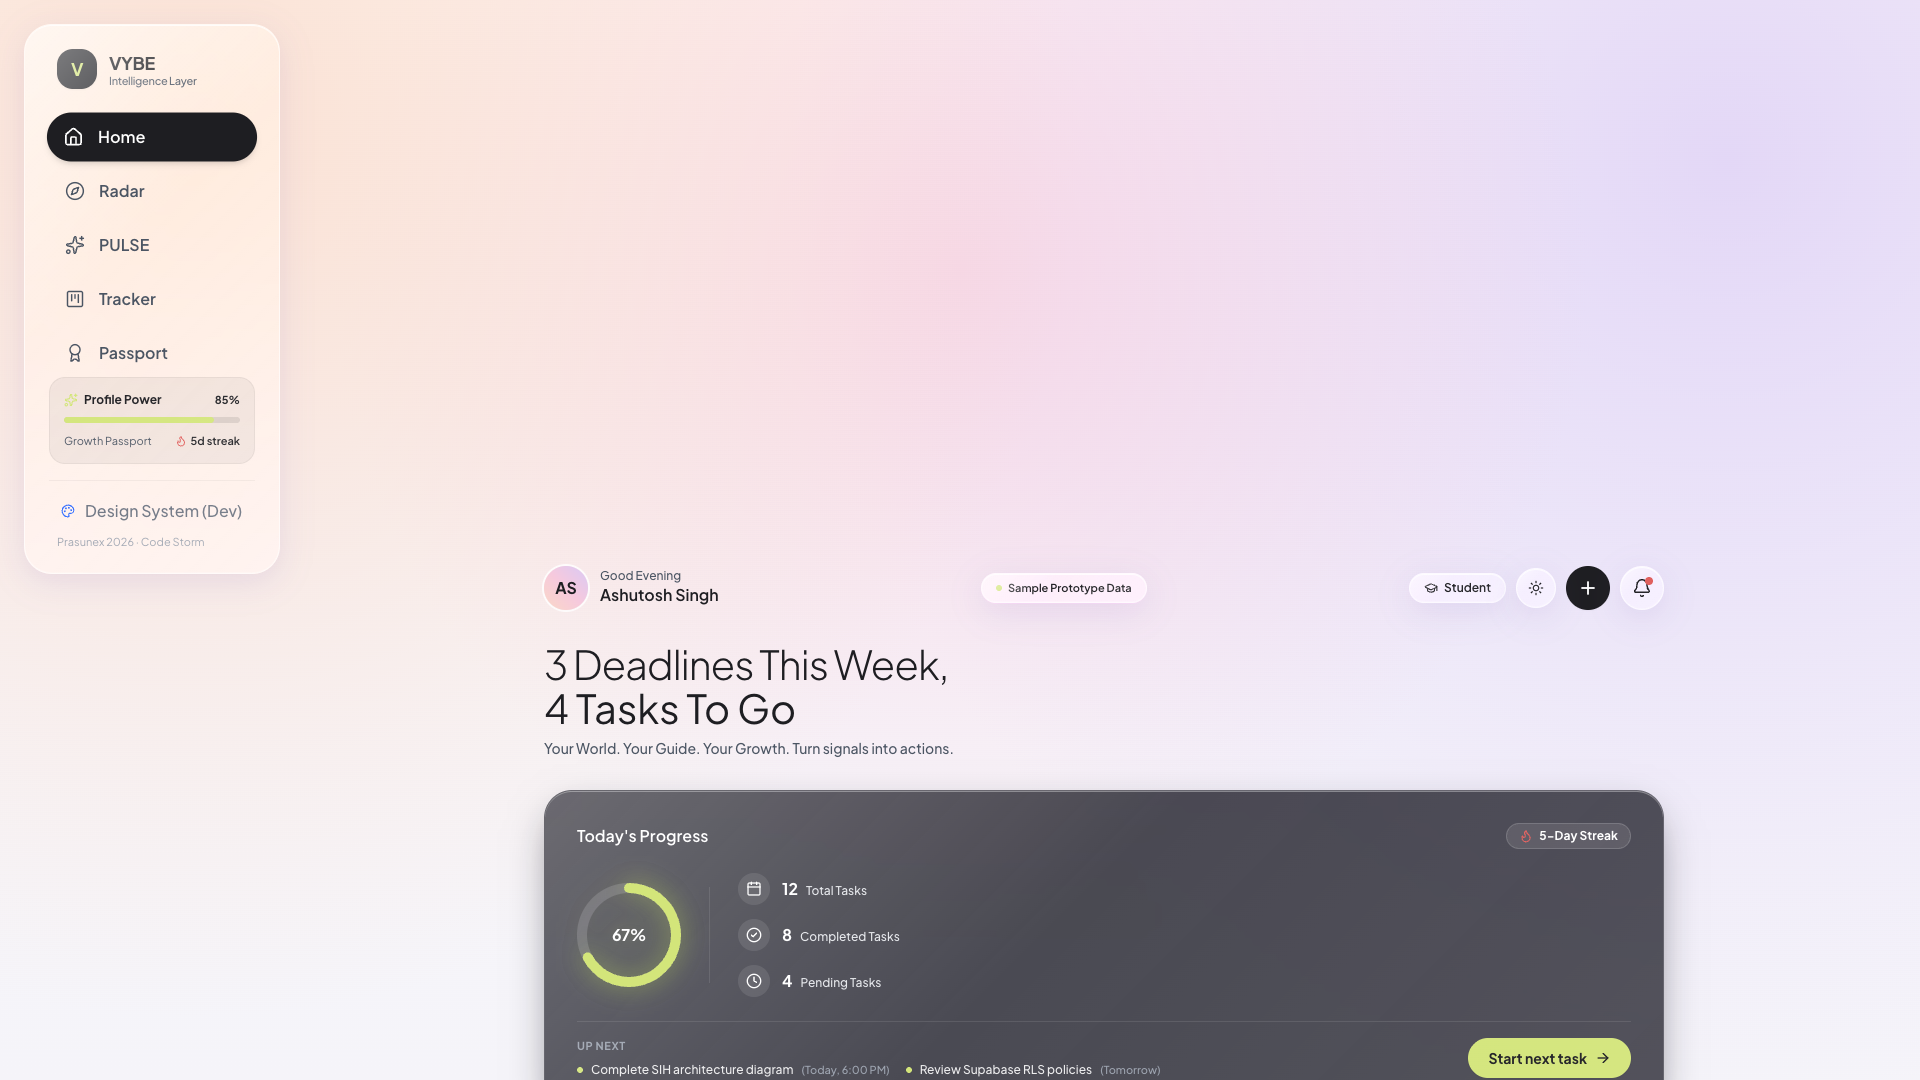 V
VYBE
Intelligence Layer
Home
Radar
PULSE
Tracker
Passport
Profile Power 85%
Growth Passport 5d streak
Design System (Dev)
Prasunex 2026 · Code Storm
AS
Good Evening
Ashutosh Singh
Sample Prototype Data
Student
3 Deadlines This Week,
4 Tasks To Go
Your World. Your Guide. Your Growth. Turn signals into actions.
Today's Progress
5-Day Streak
67%
12 Total Tasks
8 Completed Tasks
4 Pending Tasks
UP NEXT
Complete SIH architecture diagram (Today, 6:00 PM) Review Supabase RLS policies (Tomorrow)
Start next task